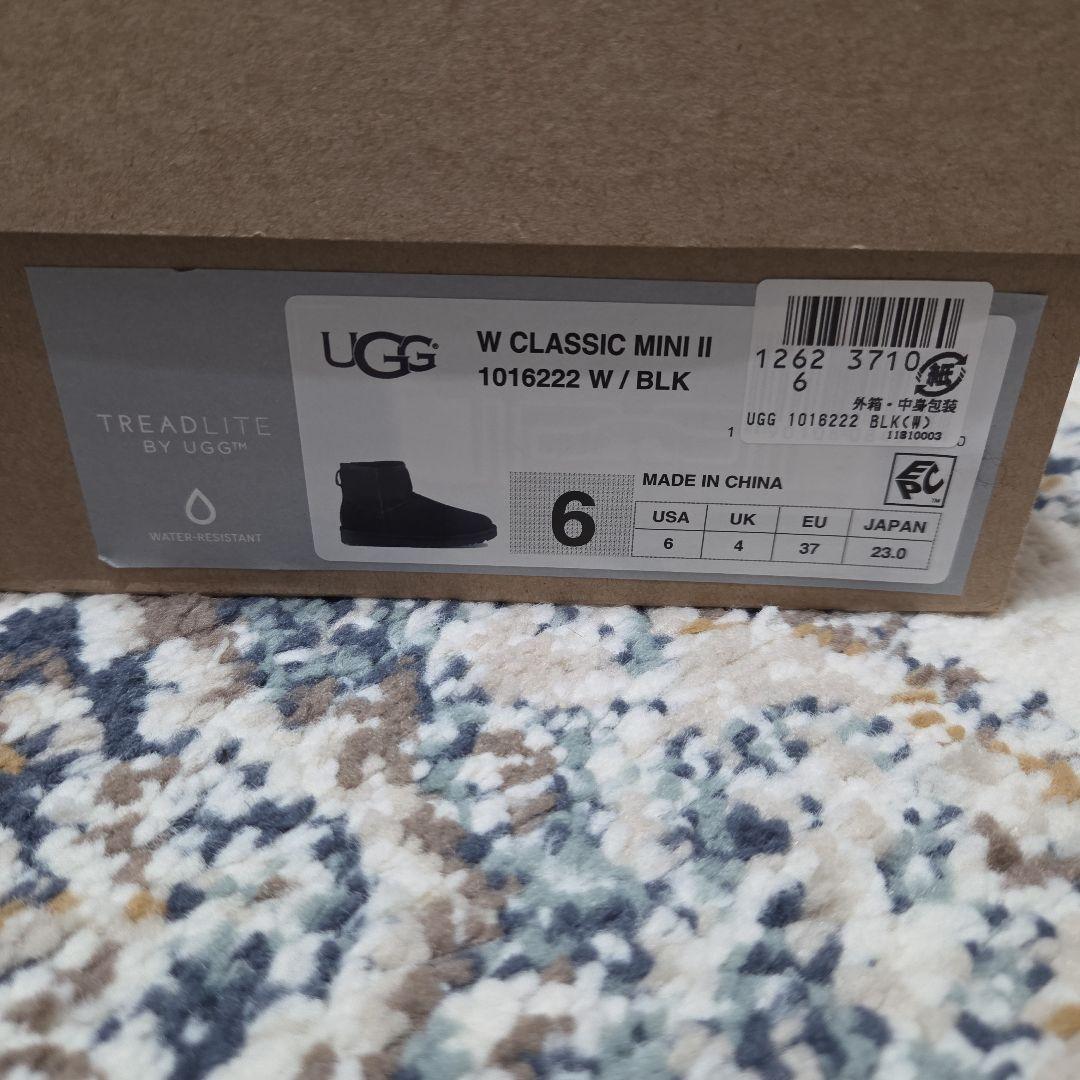 TREADLITE
BY UGG™
WATER-RESISTANT
UGG®
W CLASSIC MINI II
1016222 W / BLK
1262 3710
6
紙
外箱・中身包装
UGG 1016222 BLK(W)
11810003
6
MADE IN CHINA
EPC™
USA UK EU JAPAN
6 4 37 23.0